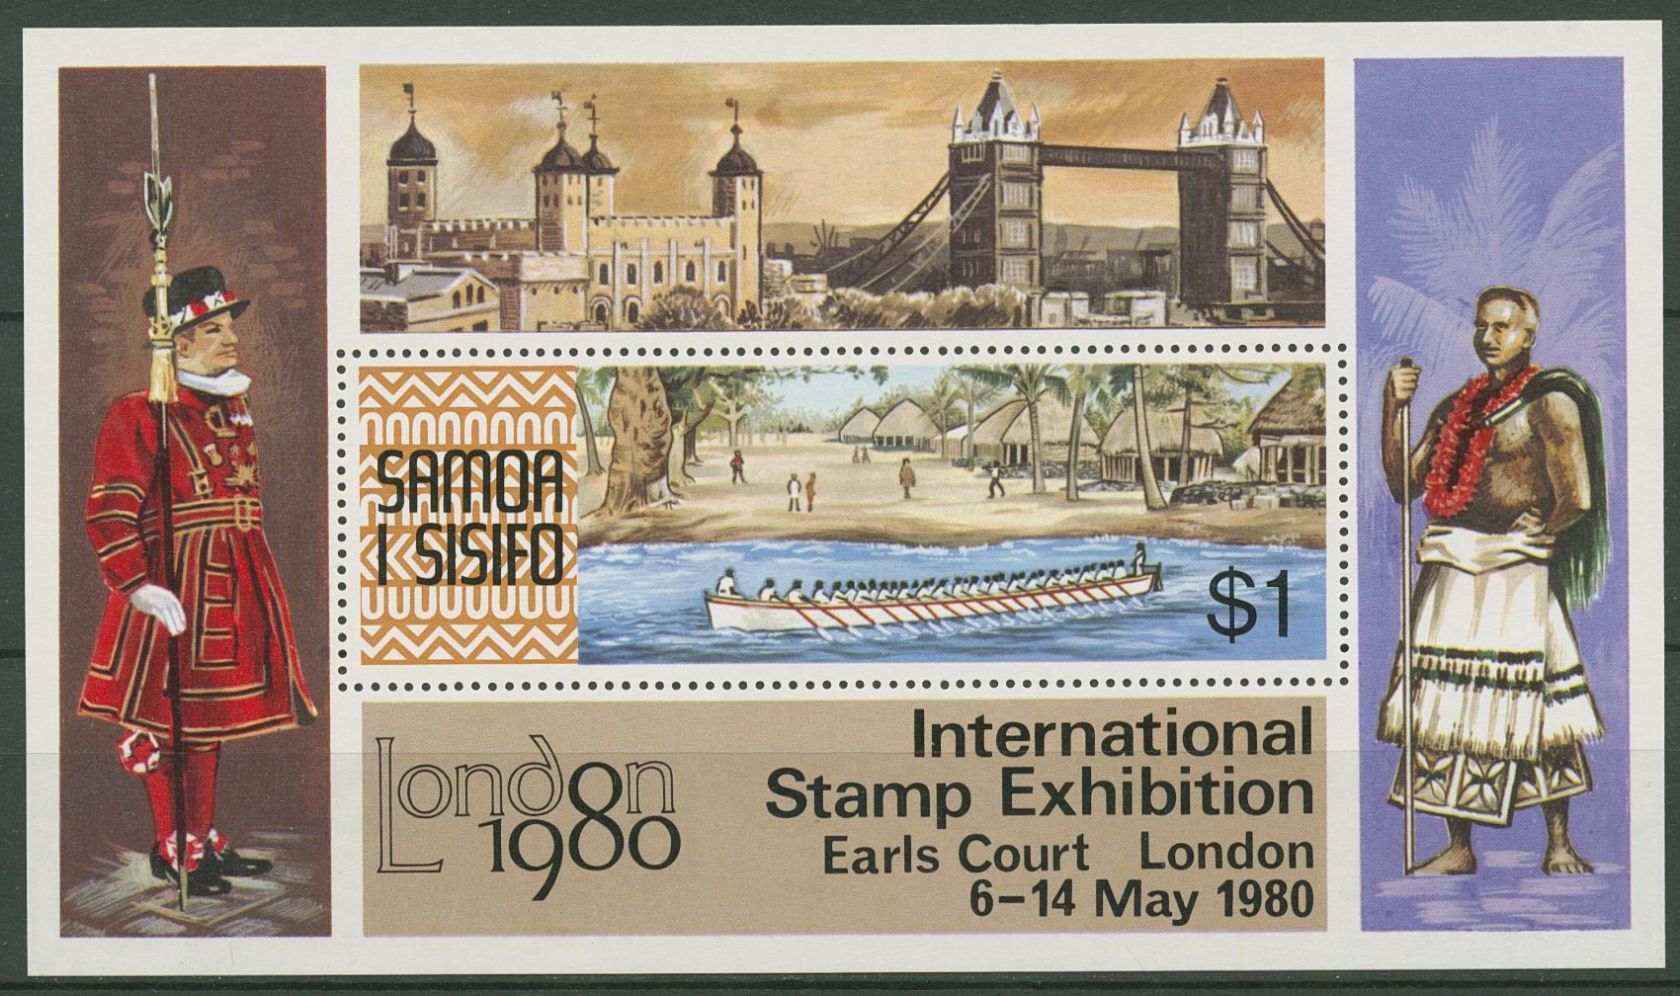 SAMOA
I SISIFO
$1
London
1980
International
Stamp Exhibition
Earls Court London
6–14 May 1980